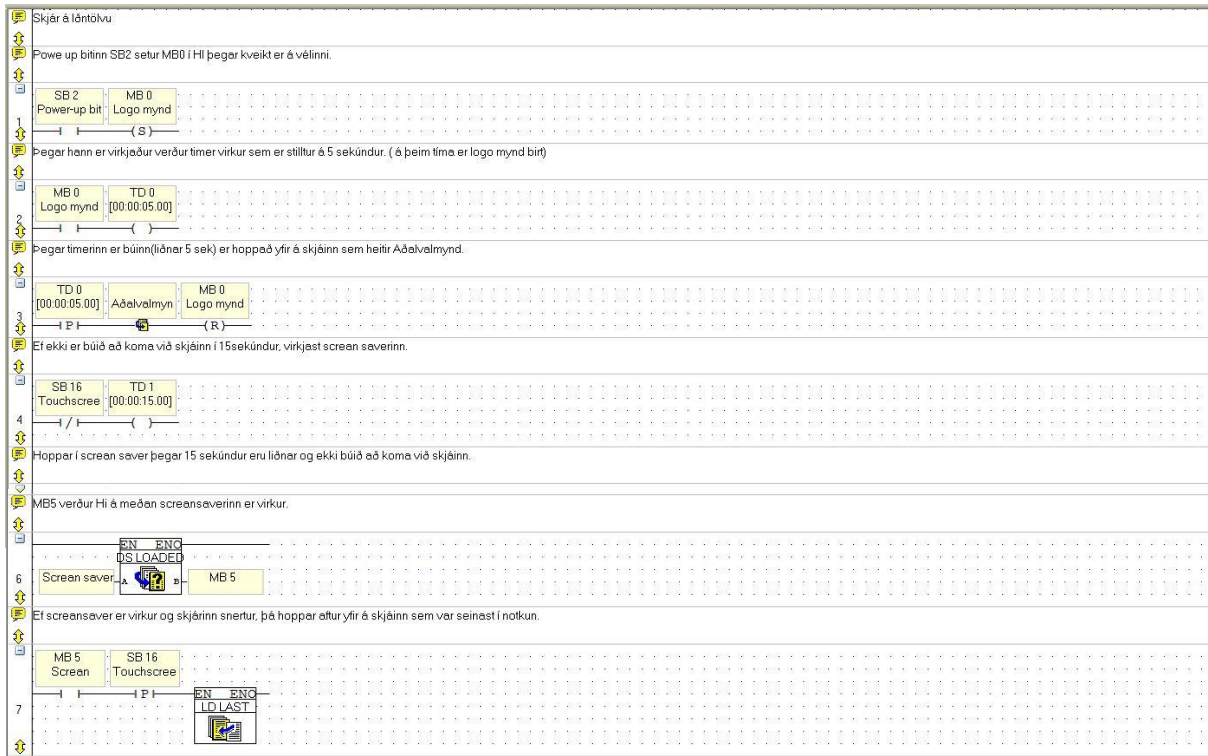 Skjár á Iðntölvu
Powe up bitinn SB2 setur MB0 í HI þegar kveikt er á vélinni.
SB 2 MB 0
Power-up bit Logo mynd
1
( S )
Þegar hann er virkjaður verður timer virkur sem er stilltur á 5 sekúndur. ( á þeim tíma er logo mynd birt)
MB 0 TD 0
Logo mynd [00:00:05.00]
2
( )
Þegar timerinn er búinn(liðnar 5 sek) er hoppað yfir á skjáinn sem heitir Aðalvalmynd.
TD 0 MB 0
[00:00:05.00] Aðalvalmyn Logo mynd
3
P ( R )
Ef ekki er búið að koma við skjáinn í 15sekúndur, virkjast screan saverinn.
SB 16 TD 1
Touchscree [00:00:15.00]
4
/ ( )
Hoppar í screan saver þegar 15 sekúndur eru liðnar og ekki búið að koma við skjáinn.
MB5 verður Hi á meðan screansaverinn er virkur.
EN ENO
DS LOADED
6 Screan saver A ? B MB 5
Ef screansaver er virkur og skjárinn snertur, þá hoppar aftur yfir á skjáinn sem var seinast í notkun.
MB 5 SB 16
Screan Touchscree
P EN ENO
7 LD LAST